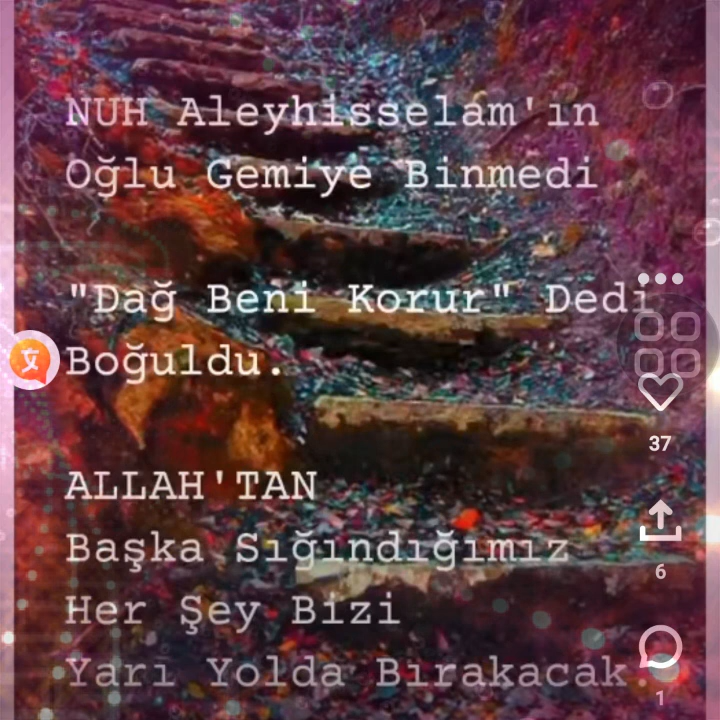 NUH Aleyhisselam'ın
Oğlu Gemiye Binmedi
"Dağ Beni Korur" Dedi
Boğuldu.
ALLAH'TAN
Başka Sığındığımız
Her Şey Bizi
Yarı Yolda Bırakacak.
37
6
1
文